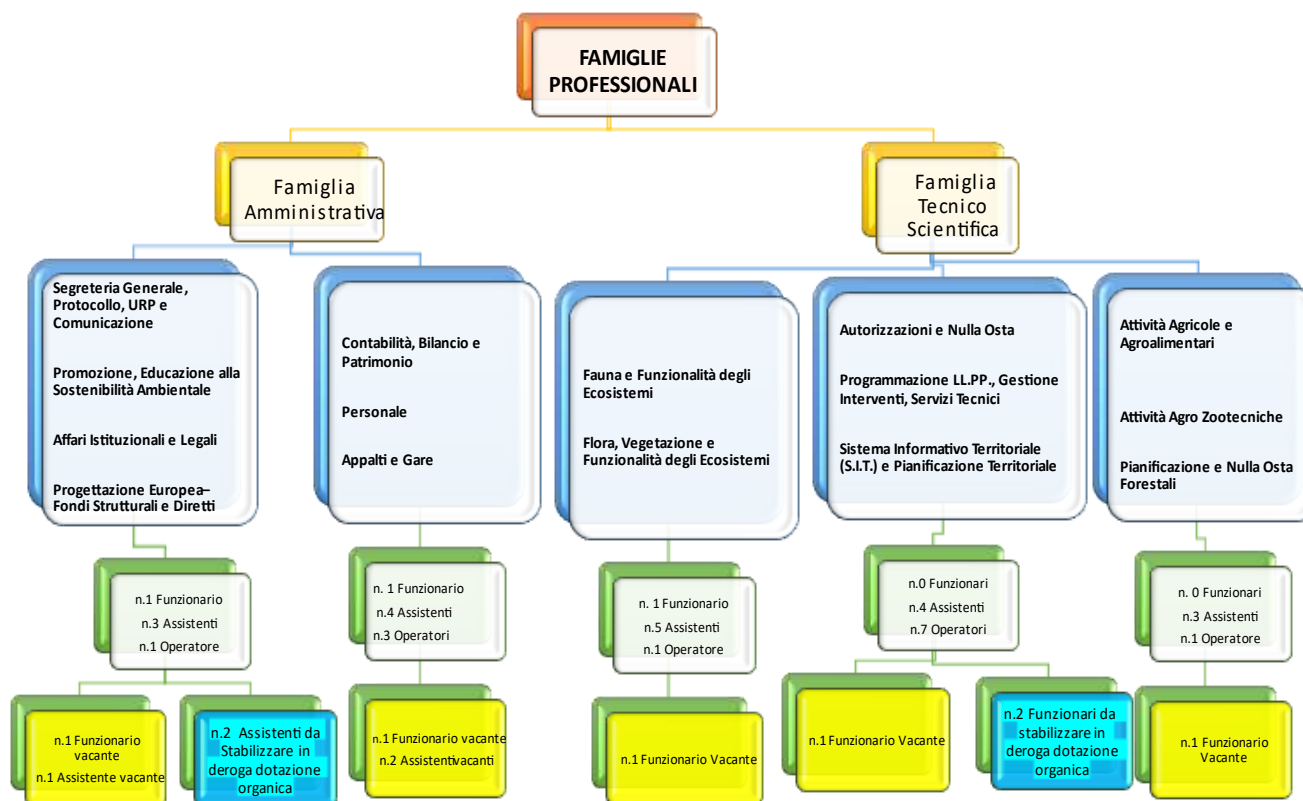 FAMIGLIE
PROFESSIONALI
Famiglia
Amministrativa
Famiglia
Tecnico
Scientifica
Segreteria Generale,
Protocollo, URP e
Comunicazione
Promozione, Educazione alla
Sostenibilità Ambientale
Affari Istituzionali e Legali
Progettazione Europea–
Fondi Strutturali e Diretti
Contabilità, Bilancio e
Patrimonio
Personale
Appalti e Gare
Fauna e Funzionalità degli
Ecosistemi
Flora, Vegetazione e
Funzionalità degli Ecosistemi
Autorizzazioni e Nulla Osta
Programmazione LL.PP., Gestione
Interventi, Servizi Tecnici
Sistema Informativo Territoriale
(S.I.T.) e Pianificazione Territoriale
Attività Agricole e
Agroalimentari
Attività Agro Zootecniche
Pianificazione e Nulla Osta
Forestali
n.1 Funzionario
n.3 Assistenti
n.1 Operatore
n. 1 Funzionario
n.4 Assistenti
n.3 Operatori
n. 1 Funzionario
n.5 Assistenti
n.1 Operatore
n.0 Funzionari
n.4 Assistenti
n.7 Operatori
n. 0 Funzionari
n.3 Assistenti
n.1 Operatore
n.1 Funzionario
vacante
n.1 Assistente vacante
n.2 Assistenti da
Stabilizzare in
deroga dotazione
organica
n.1 Funzionario vacante
n.2 Assistentivacanti
n.1 Funzionario Vacante
n.1 Funzionario Vacante
n.2 Funzionari da
stabilizzare in
deroga dotazione
organica
n.1 Funzionario
Vacante